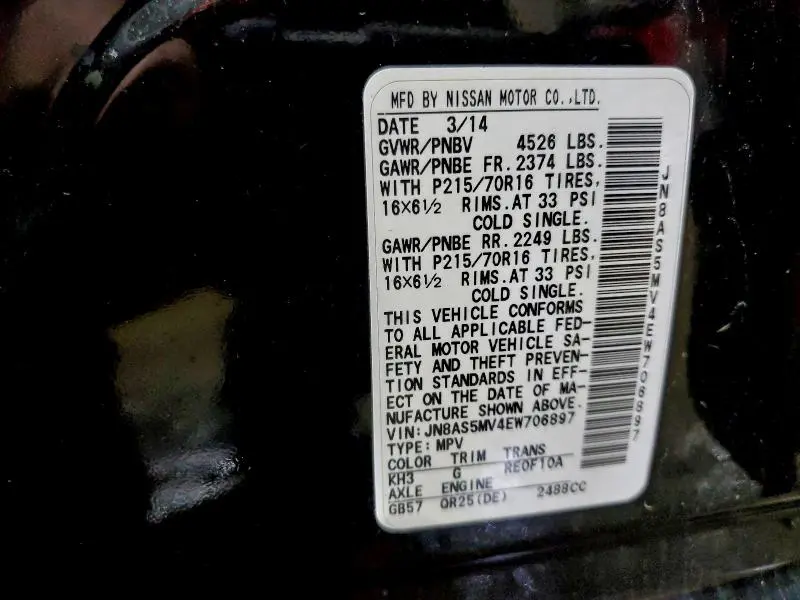 MFD BY NISSAN MOTOR CO.,LTD.
DATE 3/14
GVWR/PNBV 4526 LBS.
GAWR/PNBE FR. 2374 LBS.
WITH P215/70R16 TIRES,
16×6½ RIMS. AT 33 PSI
COLD SINGLE.
GAWR/PNBE RR. 2249 LBS.
WITH P215/70R16 TIRES,
16×6½ RIMS. AT 33 PSI
COLD SINGLE.
THIS VEHICLE CONFORMS
TO ALL APPLICABLE FED-
ERAL MOTOR VEHICLE SA-
FETY AND THEFT PREVEN-
TION STANDARDS IN EFF-
ECT ON THE DATE OF MA-
NUFACTURE SHOWN ABOVE.
VIN: JN8AS5MV4EW706897
TYPE: MPV
COLOR TRIM TRANS
KH3 G RE0F10A
AXLE ENGINE
GB57 QR25(DE) 2488CC
JN8AS5MV4EW706897